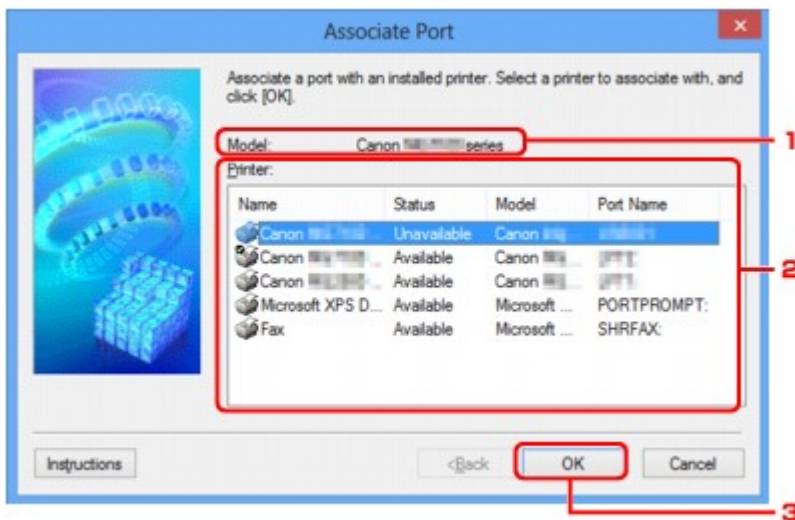 Associate Port
Associate a port with an installed printer. Select a printer to associate with, and
click [OK].
Model: Canon series
1
Printer:
Name Status Model Port Name
Canon ... Unavailable Canon
Canon ... Available Canon ...
2
Canon ... Available Canon ...
Microsoft XPS D... Available Microsoft ... PORTPROMPT:
Fax Available Microsoft ... SHRFAX:
Instructions <Back OK Cancel
3